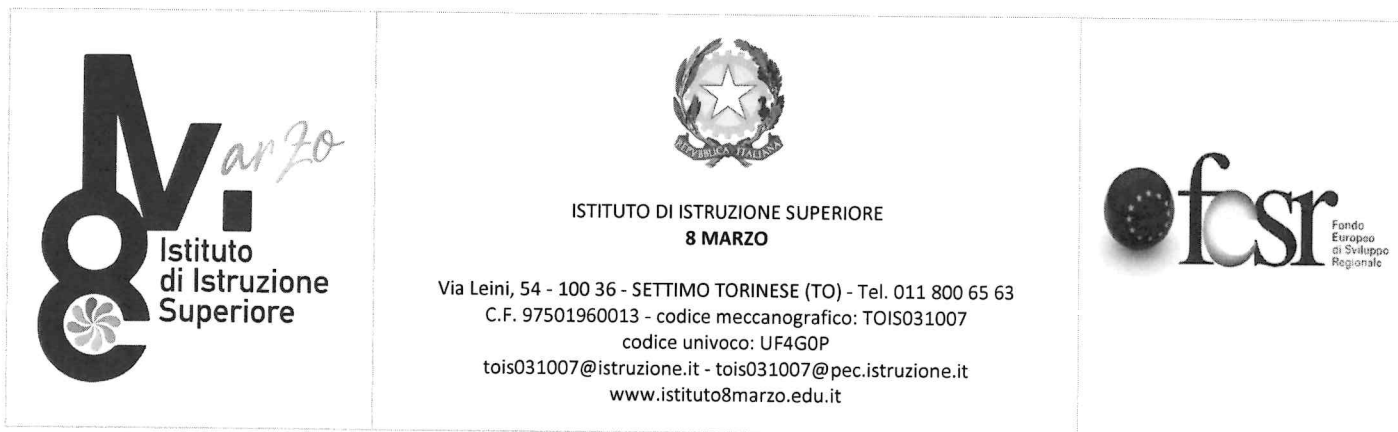 M.
arzo
8
Istituto
di Istruzione
Superiore
REPVBBLICA ITALIANA
ISTITUTO DI ISTRUZIONE SUPERIORE
8 MARZO
Via Leini, 54 - 100 36 - SETTIMO TORINESE (TO) - Tel. 011 800 65 63
C.F. 97501960013 - codice meccanografico: TOIS031007
codice univoco: UF4G0P
tois031007@istruzione.it - tois031007@pec.istruzione.it
www.istituto8marzo.edu.it
fesr
Fondo
Europeo
di Sviluppo
Regionale